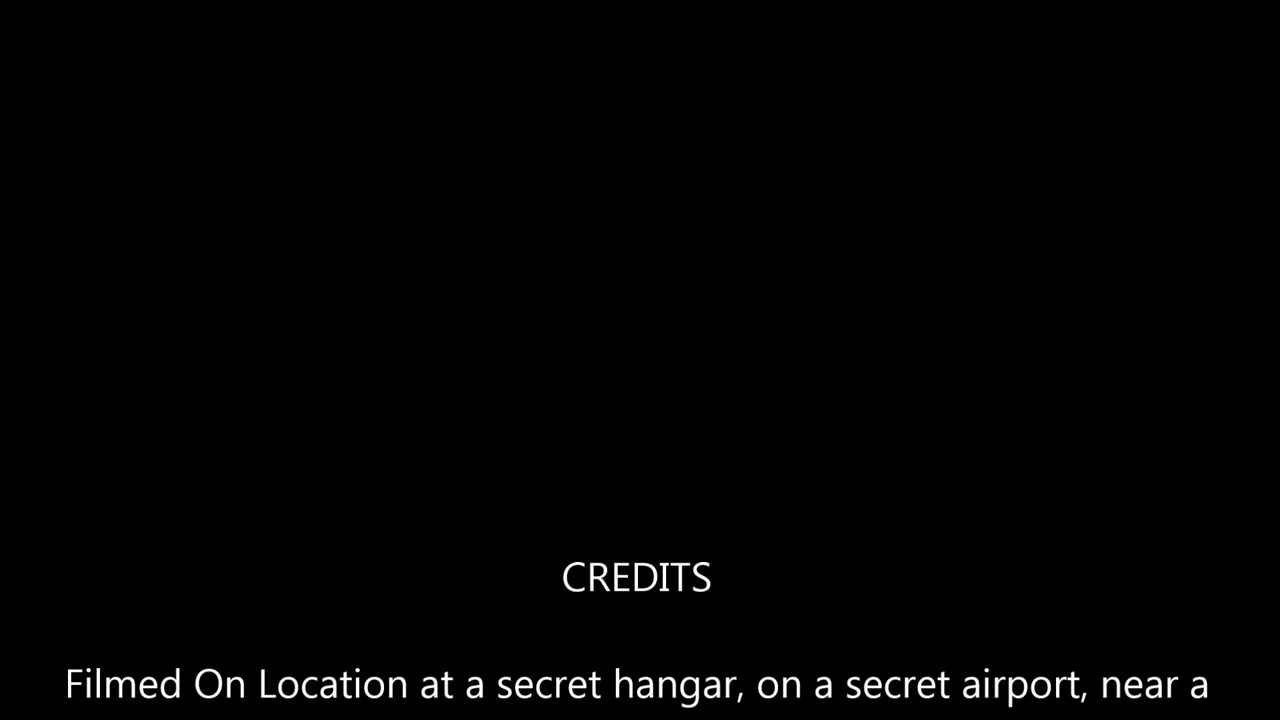 CREDITS
Filmed On Location at a secret hangar, on a secret airport, near a